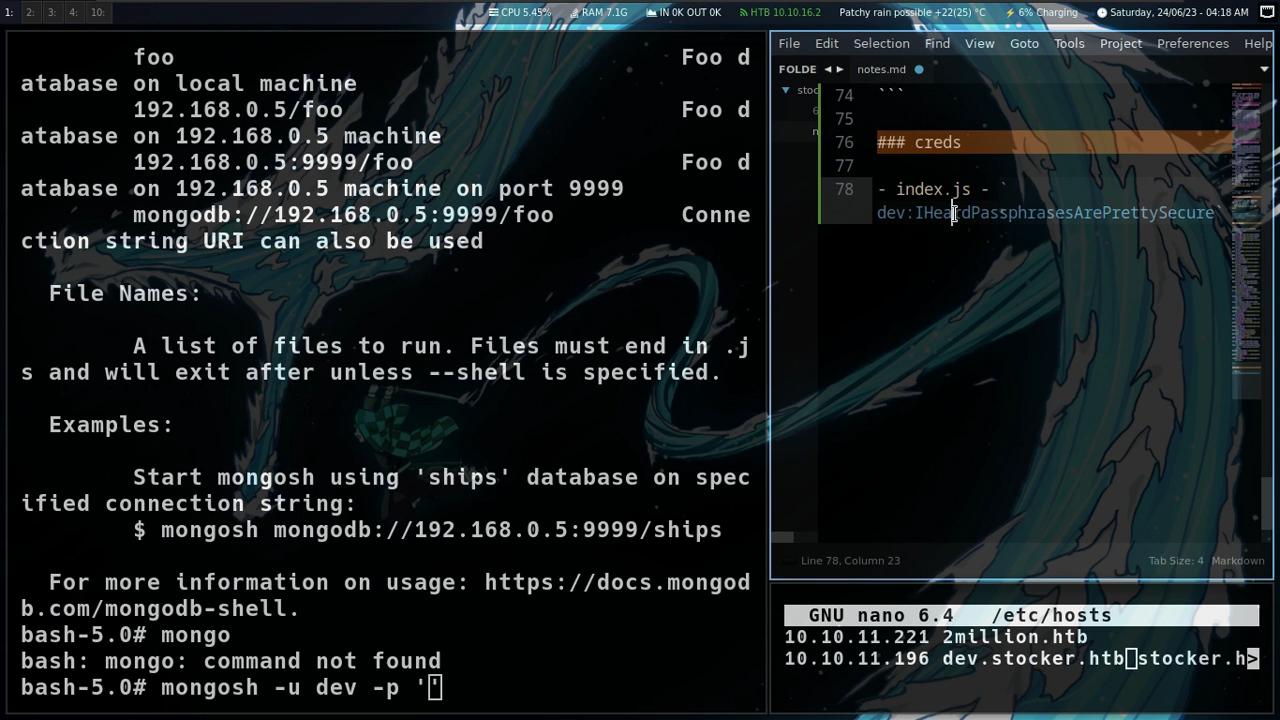 1: 2: 3: 4: 10: CPU 5.45% RAM 7.1G IN 0K OUT 0K HTB 10.10.16.2 Patchy rain possible +22(25) °C 6% Charging Saturday, 24/06/23 - 04:18 AM
foo Foo d
atabase on local machine
192.168.0.5/foo Foo d
atabase on 192.168.0.5 machine
192.168.0.5:9999/foo Foo d
atabase on 192.168.0.5 machine on port 9999
mongodb://192.168.0.5:9999/foo Conne
ction string URI can also be used
File Names:
A list of files to run. Files must end in .j
s and will exit after unless --shell is specified.
Examples:
Start mongosh using 'ships' database on spec
ified connection string:
$ mongosh mongodb://192.168.0.5:9999/ships
For more information on usage: https://docs.mongod
b.com/mongodb-shell.
bash-5.0# mongo
bash: mongo: command not found
bash-5.0# mongosh -u dev -p '
File Edit Selection Find View Goto Tools Project Preferences Help
FOLDE notes.md
stoc
6
n
74 ```
75
76 ### creds
77
78 - index.js - `
dev:IHeardPassphrasesArePrettySecure`
Line 78, Column 23 Tab Size: 4 Markdown
GNU nano 6.4 /etc/hosts
10.10.11.221 2million.htb
10.10.11.196 dev.stocker.htb stocker.h>